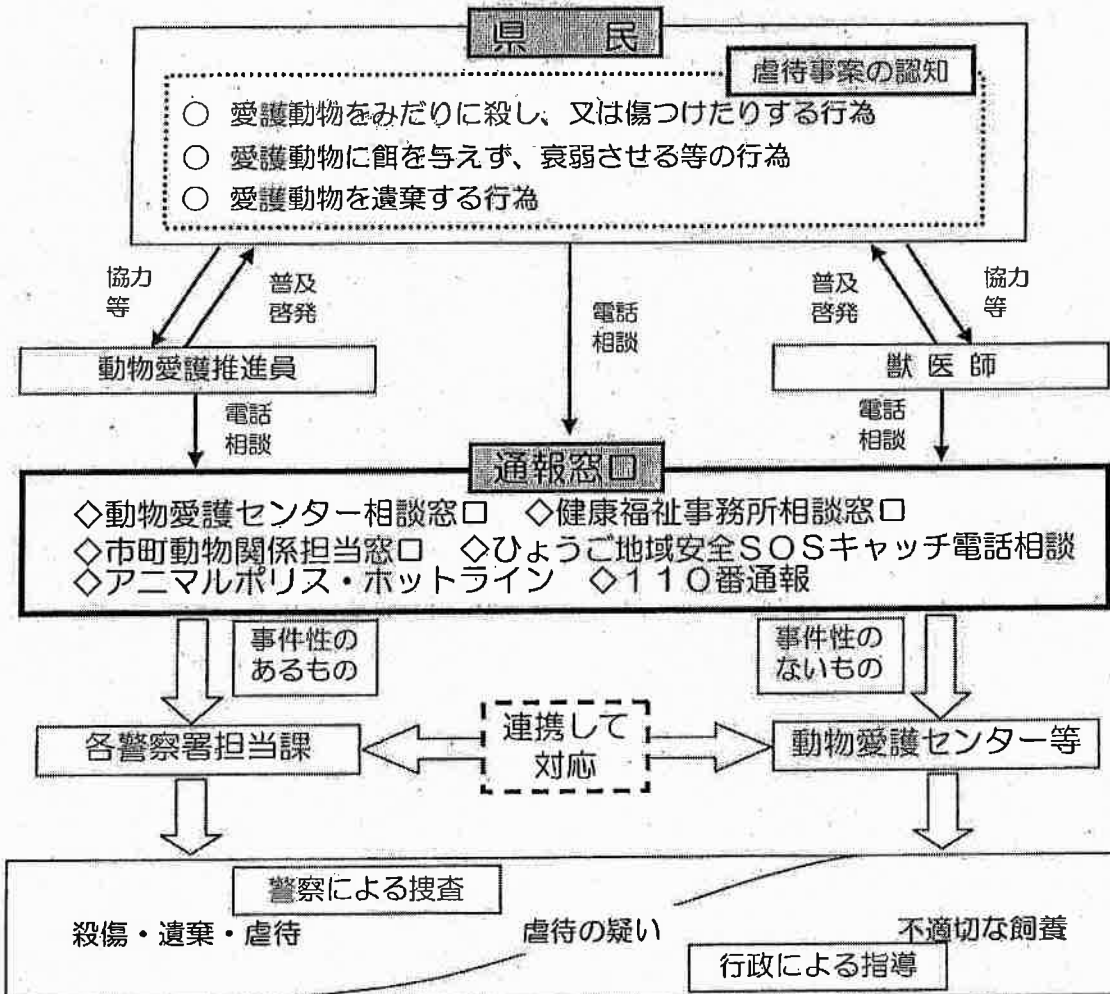 県　民
虐待事案の認知
○ 愛護動物をみだりに殺し、又は傷つけたりする行為
○ 愛護動物に餌を与えず、衰弱させる等の行為
○ 愛護動物を遺棄する行為
協力
等
普及
啓発
電話
相談
普及
啓発
協力
等
動物愛護推進員
獣 医 師
電話
相談
電話
相談
通報窓口
◇動物愛護センター相談窓口　◇健康福祉事務所相談窓口
◇市町動物関係担当窓口　◇ひょうご地域安全ＳＯＳキャッチ電話相談
◇アニマルポリス・ホットライン　◇１１０番通報
事件性の
あるもの
事件性の
ないもの
各警察署担当課
連携して
対応
動物愛護センター等
警察による捜査
殺傷・遺棄・虐待　虐待の疑い　不適切な飼養
行政による指導